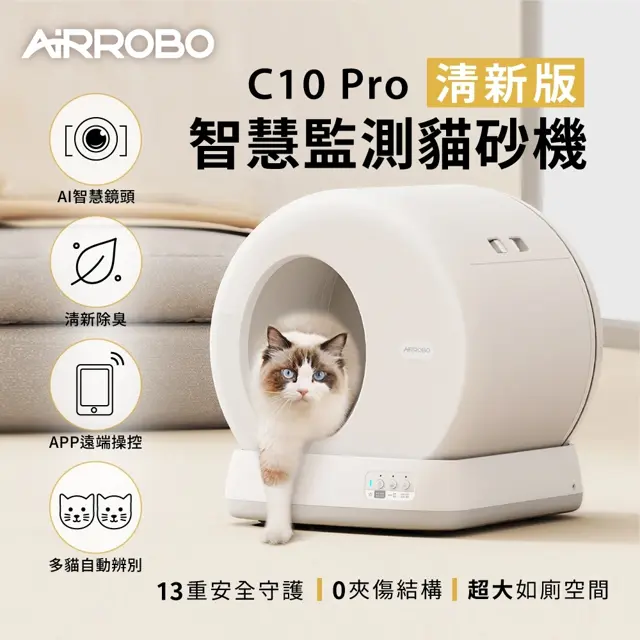 AIRROBO
C10 Pro 清新版
智慧監測貓砂機
AI智慧鏡頭
清新除臭
APP遠端操控
多貓自動辨別
AIRROBO
13重安全守護 | 0夾傷結構 | 超大如廁空間